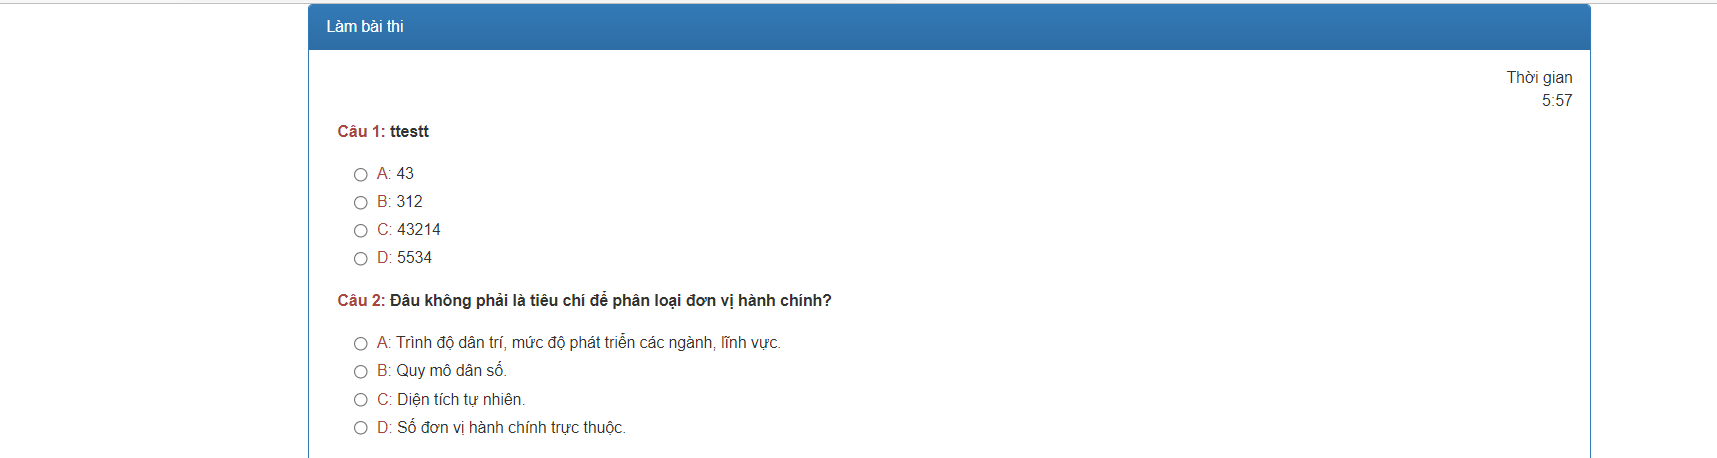 Làm bài thi
Thời gian
5:57
Câu 1: ttestt
A: 43
B: 312
C: 43214
D: 5534
Câu 2: Đâu không phải là tiêu chí để phân loại đơn vị hành chính?
A: Trình độ dân trí, mức độ phát triển các ngành, lĩnh vực.
B: Quy mô dân số.
C: Diện tích tự nhiên.
D: Số đơn vị hành chính trực thuộc.